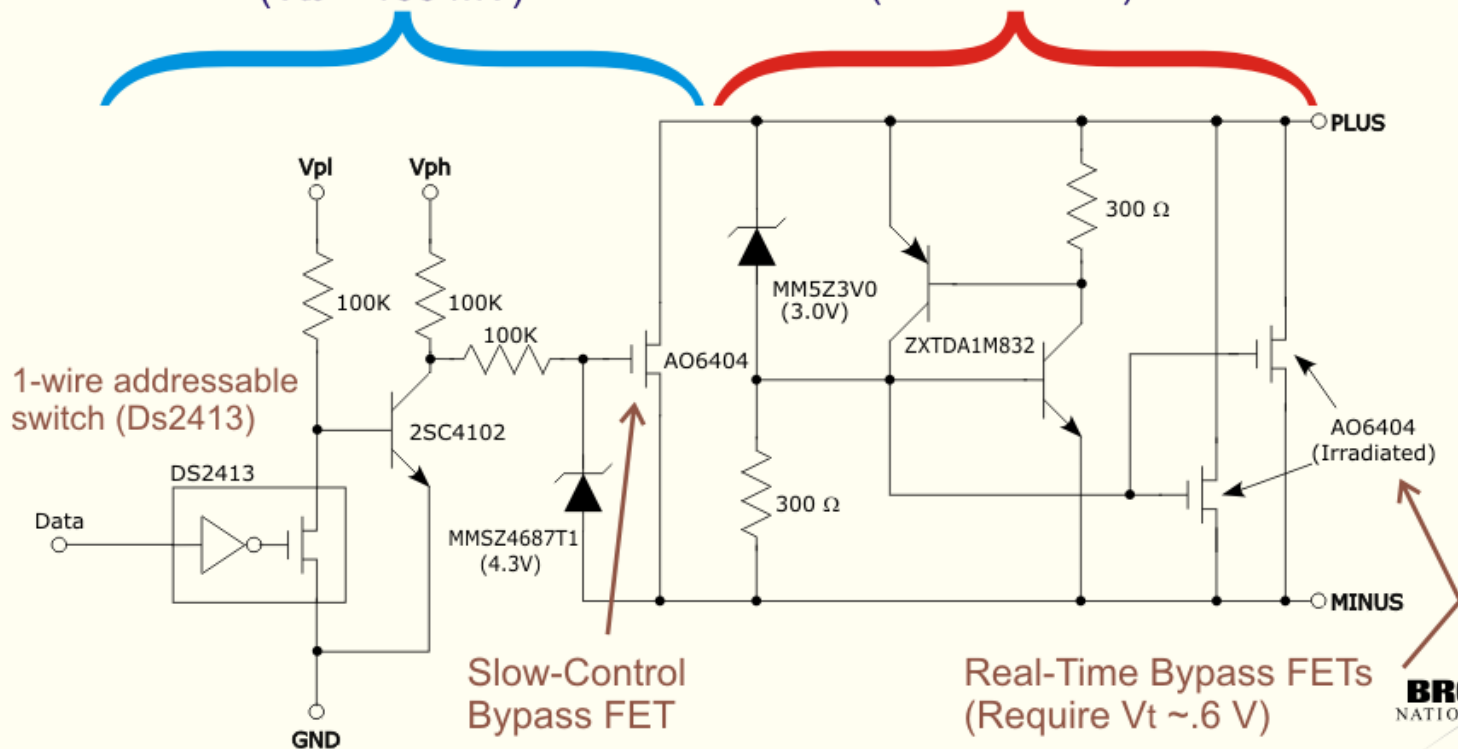 Vpl
Vph
PLUS
300 Ω
100K
100K
MM5Z3V0
(3.0V)
100K
ZXTDA1M832
AO6404
1-wire addressable
switch (Ds2413)
2SC4102
AO6404
(Irradiated)
DS2413
Data
300 Ω
MMSZ4687T1
(4.3V)
MINUS
Slow-Control
Bypass FET
Real-Time Bypass FETs
(Require Vt ~.6 V)
GND